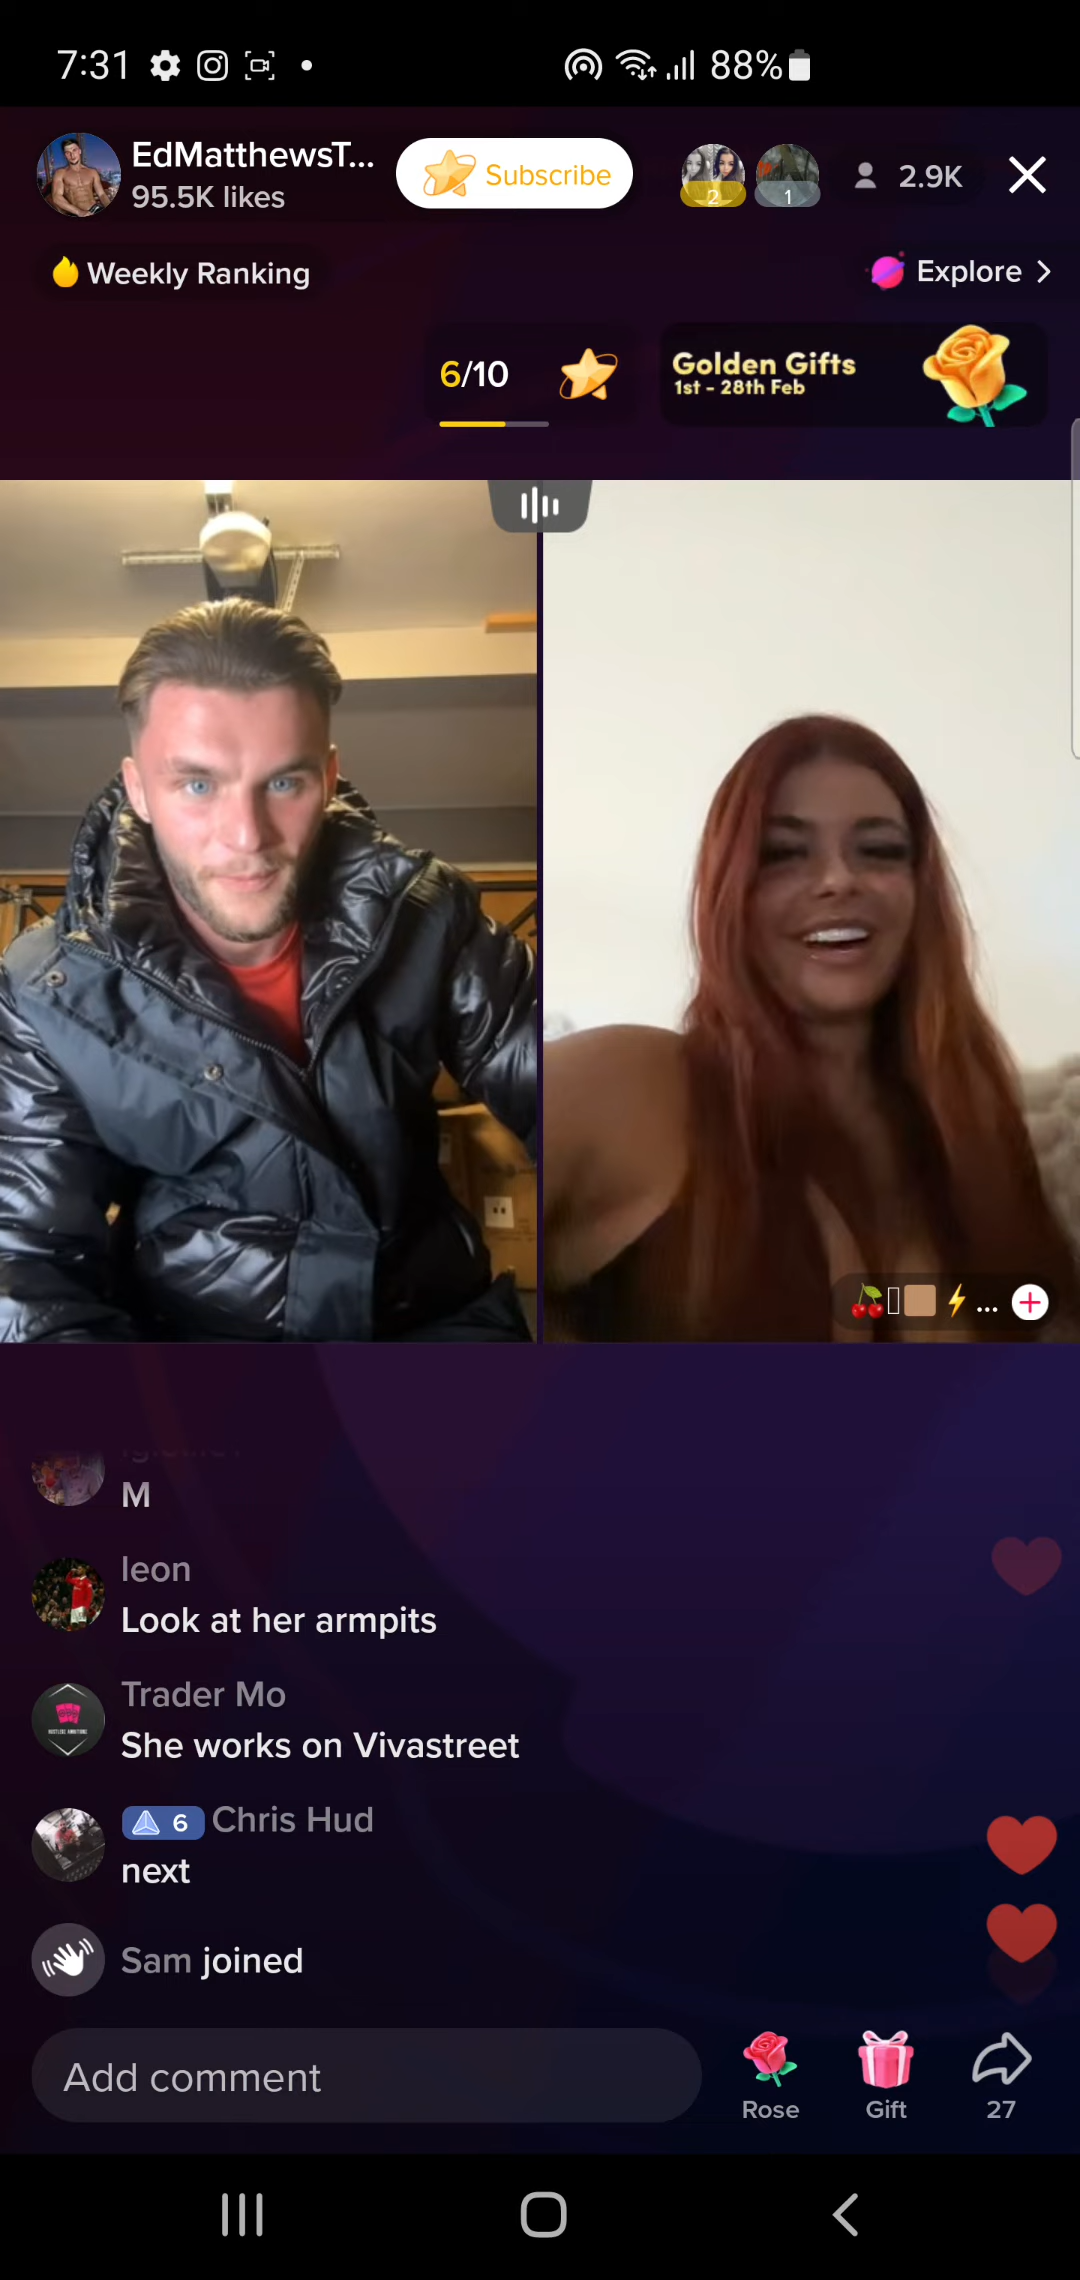 7:31
88%
EdMatthewsT...
95.5K likes
Subscribe
2
1
2.9K
Weekly Ranking
Explore
6/10
Golden Gifts
1st - 28th Feb
...
M
leon
Look at her armpits
Trader Mo
She works on Vivastreet
6 Chris Hud
next
Sam joined
Add comment
Rose
Gift
27